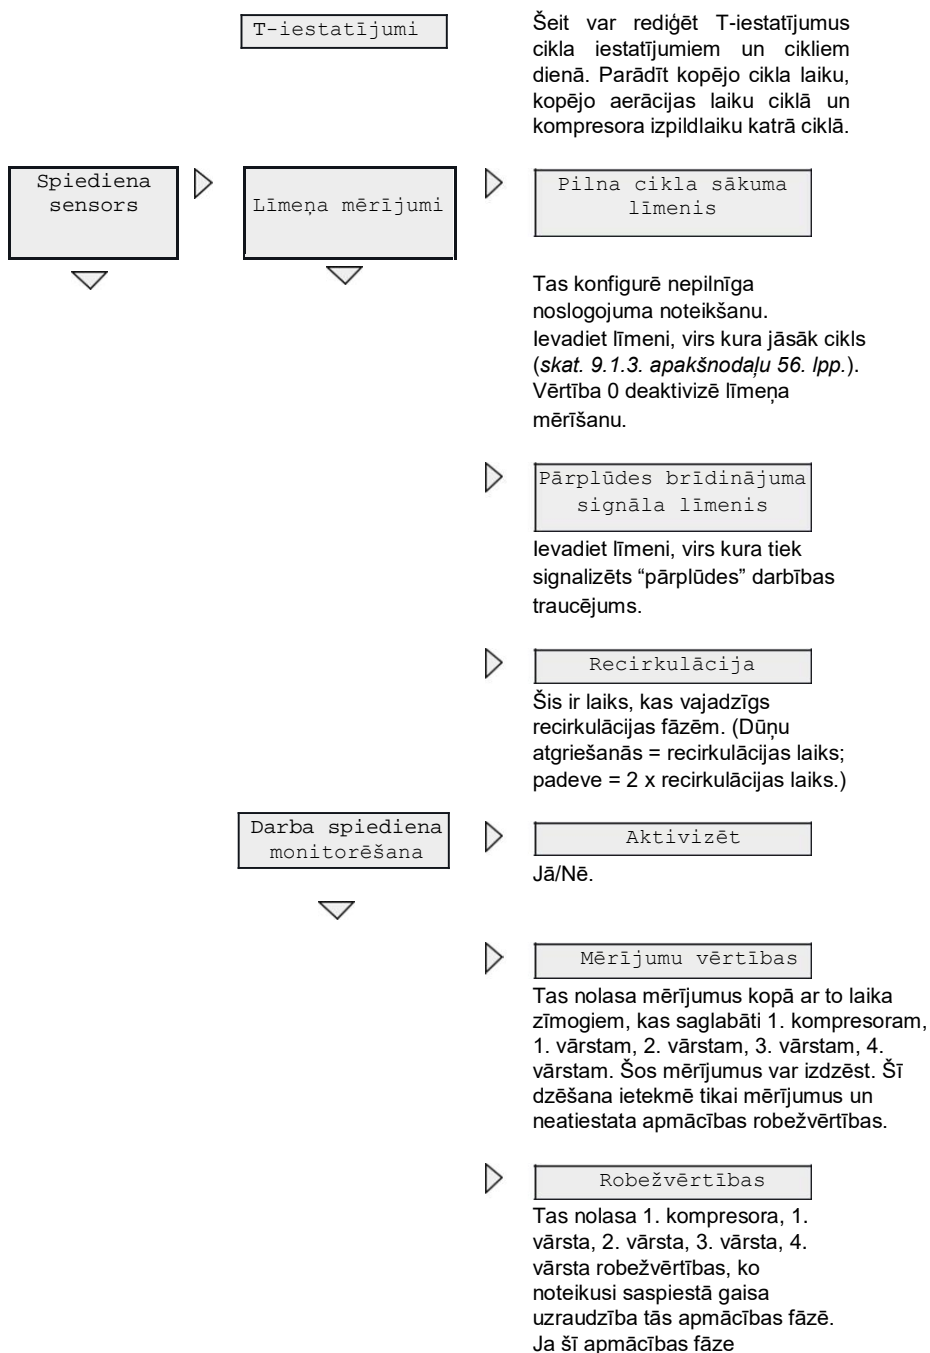 T-iestatījumi
Šeit var rediģēt T-iestatījumus
cikla iestatījumiem un cikliem
dienā. Parādīt kopējo cikla laiku,
kopējo aerācijas laiku ciklā un
kompresora izpildlaiku katrā ciklā.
Spiediena
sensors
Līmeņa mērījumi
Pilna cikla sākuma
līmenis
Tas konfigurē nepilnīga
noslogojuma noteikšanu.
Ievadiet līmeni, virs kura jāsāk cikls
(skat. 9.1.3. apakšnodaļu 56. lpp.).
Vērtība 0 deaktivizē līmeņa
mērīšanu.
Pārplūdes brīdinājuma
signāla līmenis
Ievadiet līmeni, virs kura tiek
signalizēts “pārplūdes” darbības
traucējums.
Recirkulācija
Šis ir laiks, kas vajadzīgs
recirkulācijas fāzēm. (Dūņu
atgriešanās = recirkulācijas laiks;
padeve = 2 x recirkulācijas laiks.)
Darba spiediena
monitorēšana
Aktivizēt
Jā/Nē.
Mērījumu vērtības
Tas nolasa mērījumus kopā ar to laika
zīmogiem, kas saglabāti 1. kompresoram,
1. vārstam, 2. vārstam, 3. vārstam, 4.
vārstam. Šos mērījumus var izdzēst. Šī
dzēšana ietekmē tikai mērījumus un
neatiestata apmācības robežvērtības.
Robežvērtības
Tas nolasa 1. kompresora, 1.
vārsta, 2. vārsta, 3. vārsta, 4.
vārsta robežvērtības, ko
noteikusi saspiestā gaisa
uzraudzība tās apmācības fāzē.
Ja šī apmācības fāze